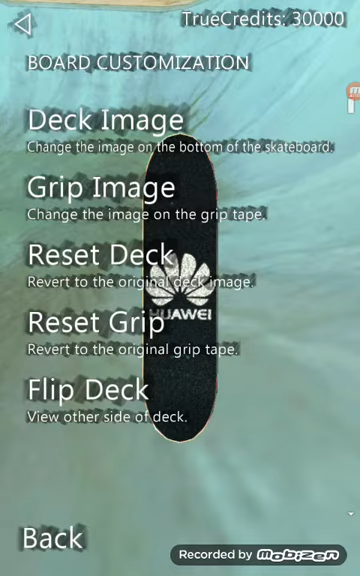 TrueCredits: 30000
BOARD CUSTOMIZATION
Deck Image
Change the image on the bottom of the skateboard.
Grip Image
Change the image on the grip tape.
Reset Deck
Revert to the original deck image.
HUAWEI
Reset Grip
Revert to the original grip tape.
Flip Deck
View other side of deck.
Back
Recorded by Mobizen